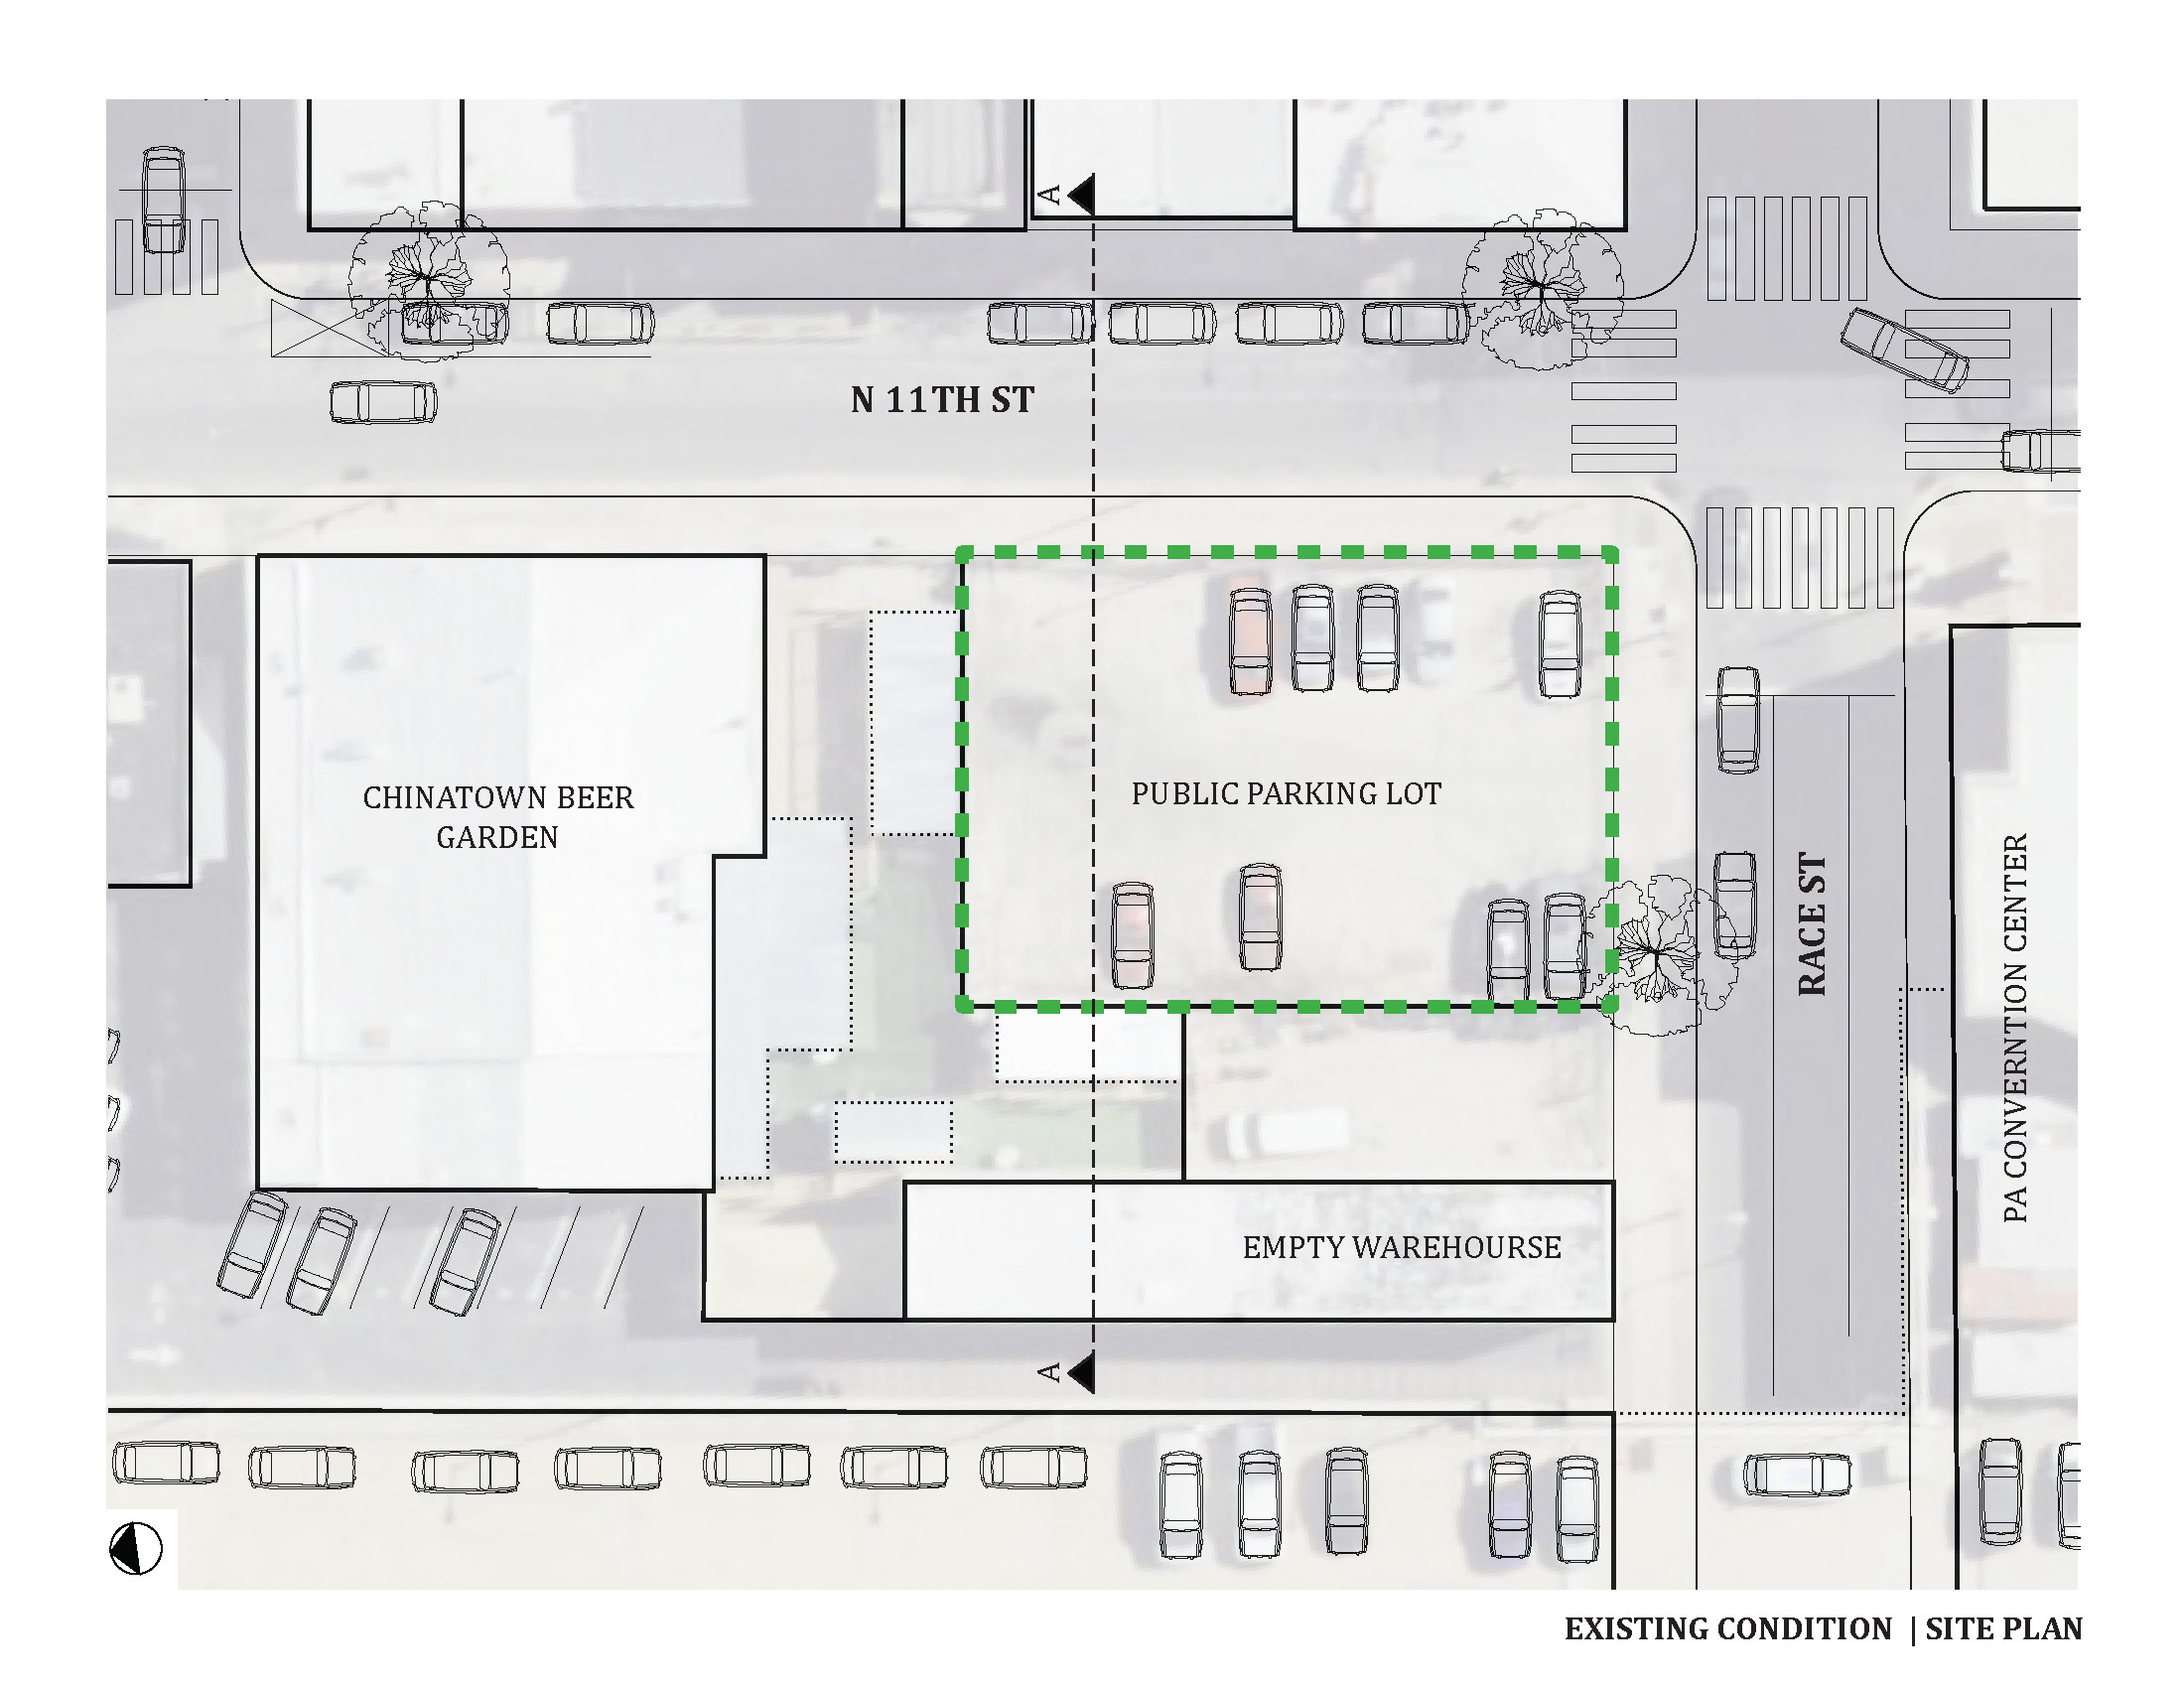 A
N 11TH ST
CHINATOWN BEER
GARDEN
PUBLIC PARKING LOT
RACE ST
PA CONVERNTION CENTER
EMPTY WAREHOURSE
A
EXISTING CONDITION | SITE PLAN